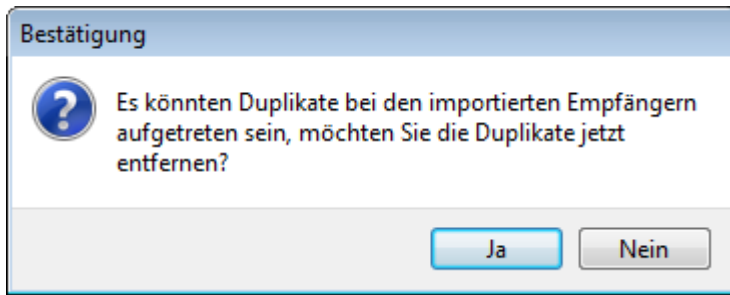 Bestätigung
Es könnten Duplikate bei den importierten Empfängern
aufgetreten sein, möchten Sie die Duplikate jetzt
entfernen?
Ja
Nein